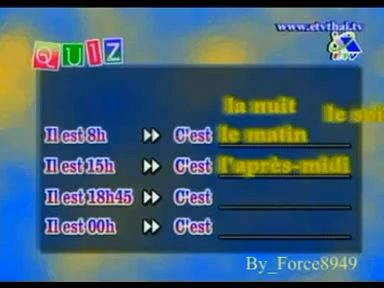 www.etvthai.tv
QUIZ
etv
la nuit
Il est 8h C'est le matin
Il est 15h C'est l'après-midi
Il est 18h45 C'est
Il est 00h C'est
By_Force8949